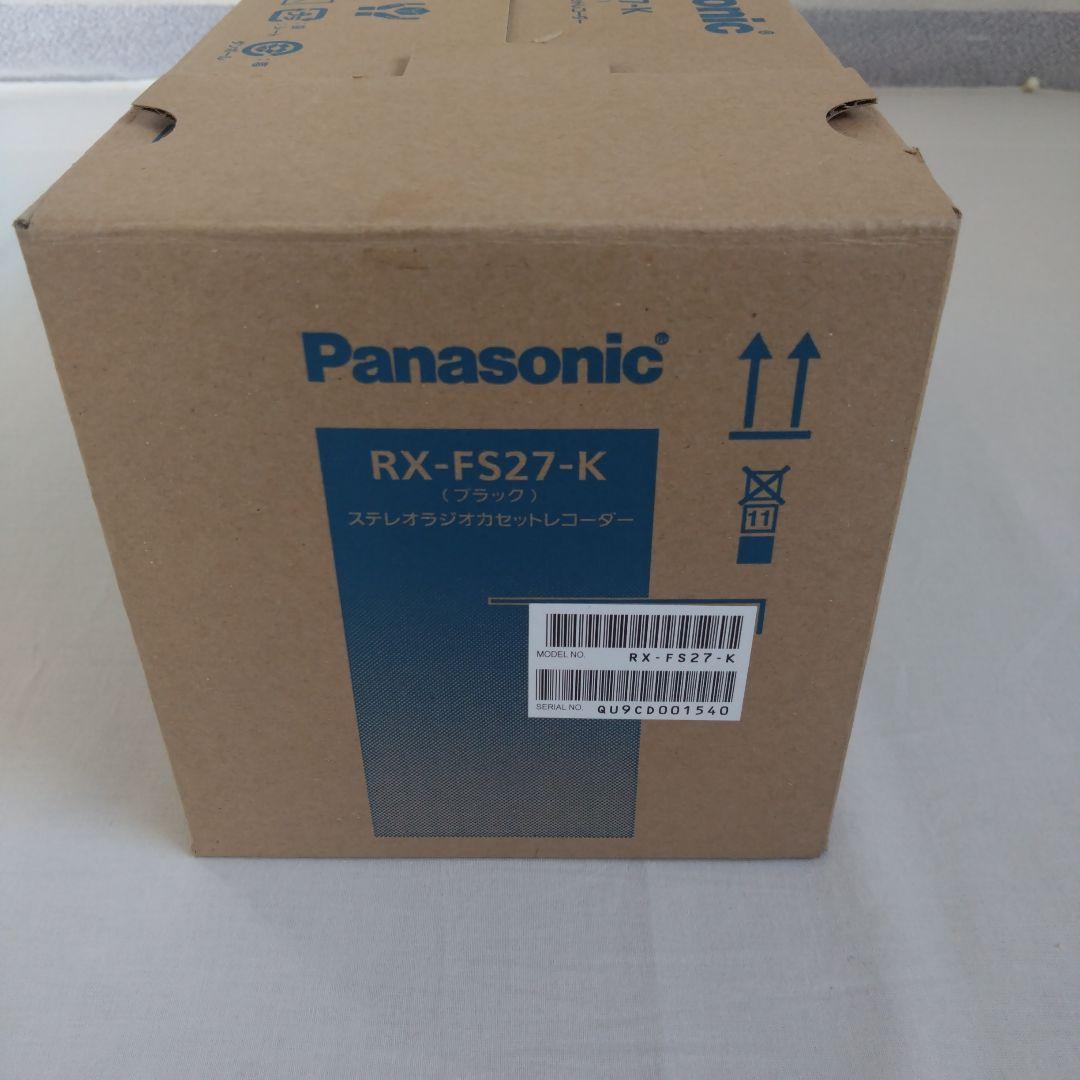 Panasonic
RX-FS27-K
(ブラック)
ステレオラジオカセットレコーダー
11
MODEL NO. RX-FS27-K
SERIAL NO. QU9CD001540